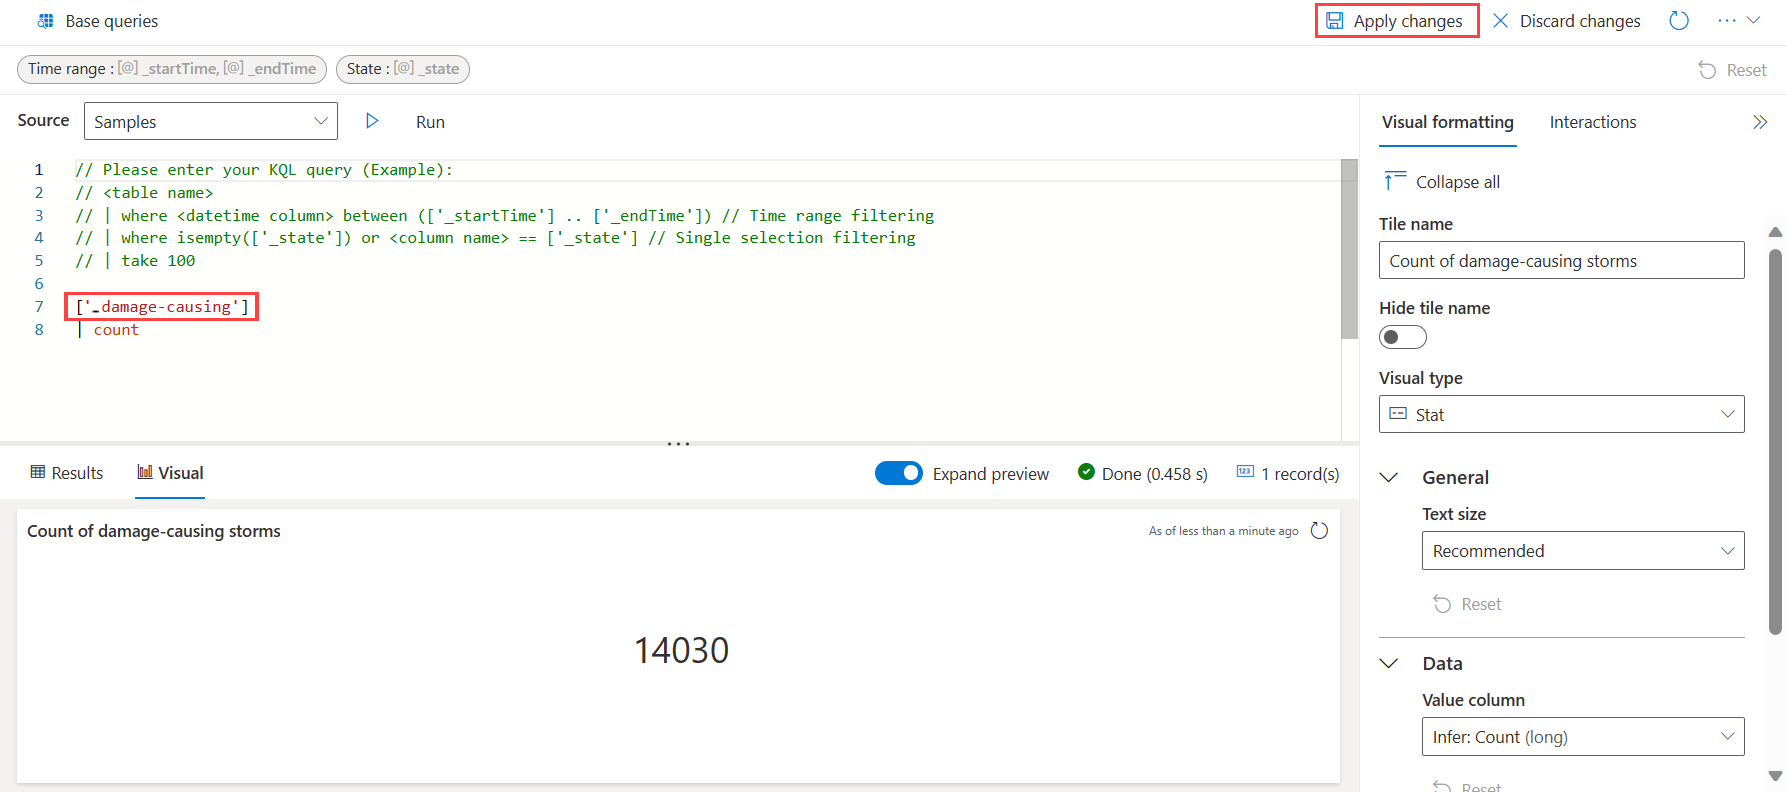 Base queries
Apply changes
Discard changes
Time range : [@] _startTime, [@] _endTime
State : [@] _state
Reset
Source
Samples
Run
1 // Please enter your KQL query (Example):
2 // <table name>
3 // | where <datetime column> between (['_startTime'] .. ['_endTime']) // Time range filtering
4 // | where isempty(['_state']) or <column name> == ['_state'] // Single selection filtering
5 // | take 100
6
7 ['_damage-causing']
8 | count
Results
Visual
Expand preview
Done (0.458 s)
123
1 record(s)
Count of damage-causing storms
As of less than a minute ago
14030
Visual formatting
Interactions
Collapse all
Tile name
Count of damage-causing storms
Hide tile name
Visual type
Stat
General
Text size
Recommended
Reset
Data
Value column
Infer: Count (long)
Reset